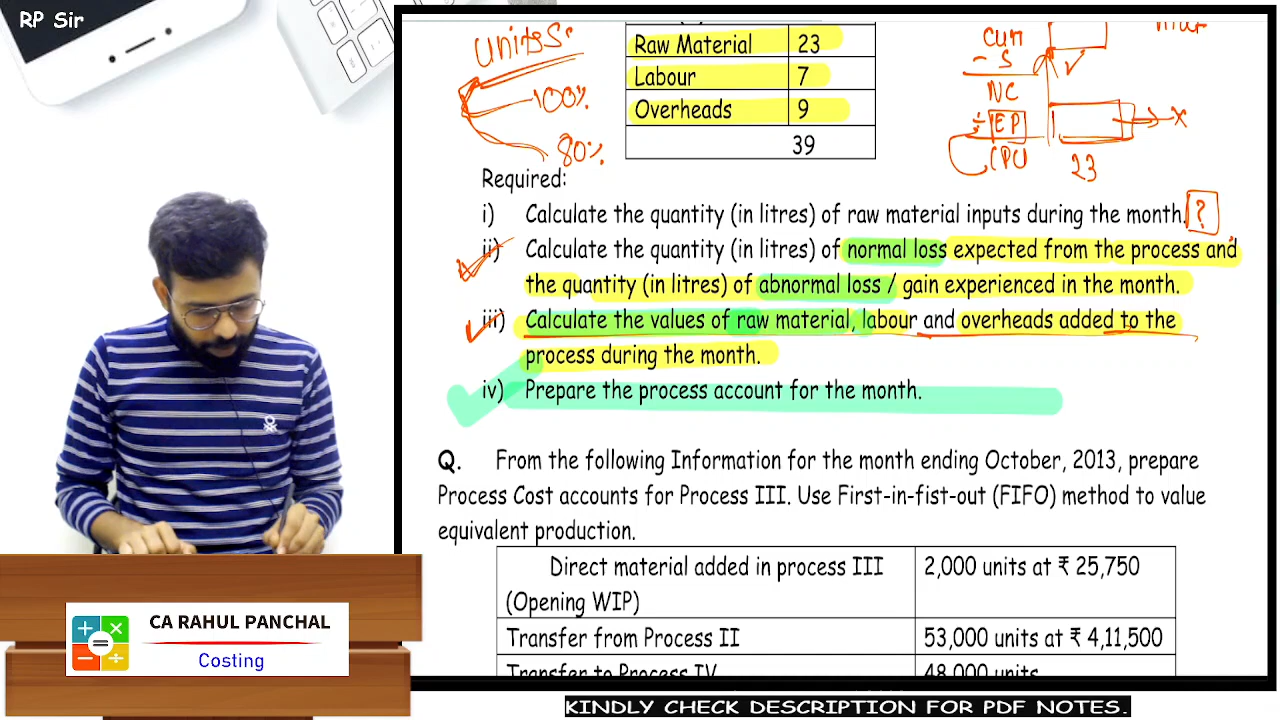 RP Sir
Units
100%
80%
Raw Material 23
Labour 7
Overheads 9
39
- S
NC
÷ EP
CPU
23
X
Required:
i) Calculate the quantity (in litres) of raw material inputs during the month. ?
ii) Calculate the quantity (in litres) of normal loss expected from the process and
the quantity (in litres) of abnormal loss / gain experienced in the month.
iii) Calculate the values of raw material, labour and overheads added to the
process during the month.
iv) Prepare the process account for the month.
Q. From the following Information for the month ending October, 2013, prepare
Process Cost accounts for Process III. Use First-in-fist-out (FIFO) method to value
equivalent production.
Direct material added in process III 2,000 units at ₹ 25,750
(Opening WIP)
Transfer from Process II 53,000 units at ₹ 4,11,500
Transfer to Process IV 48,000 units
CA RAHUL PANCHAL
Costing
KINDLY CHECK DESCRIPTION FOR PDF NOTES.